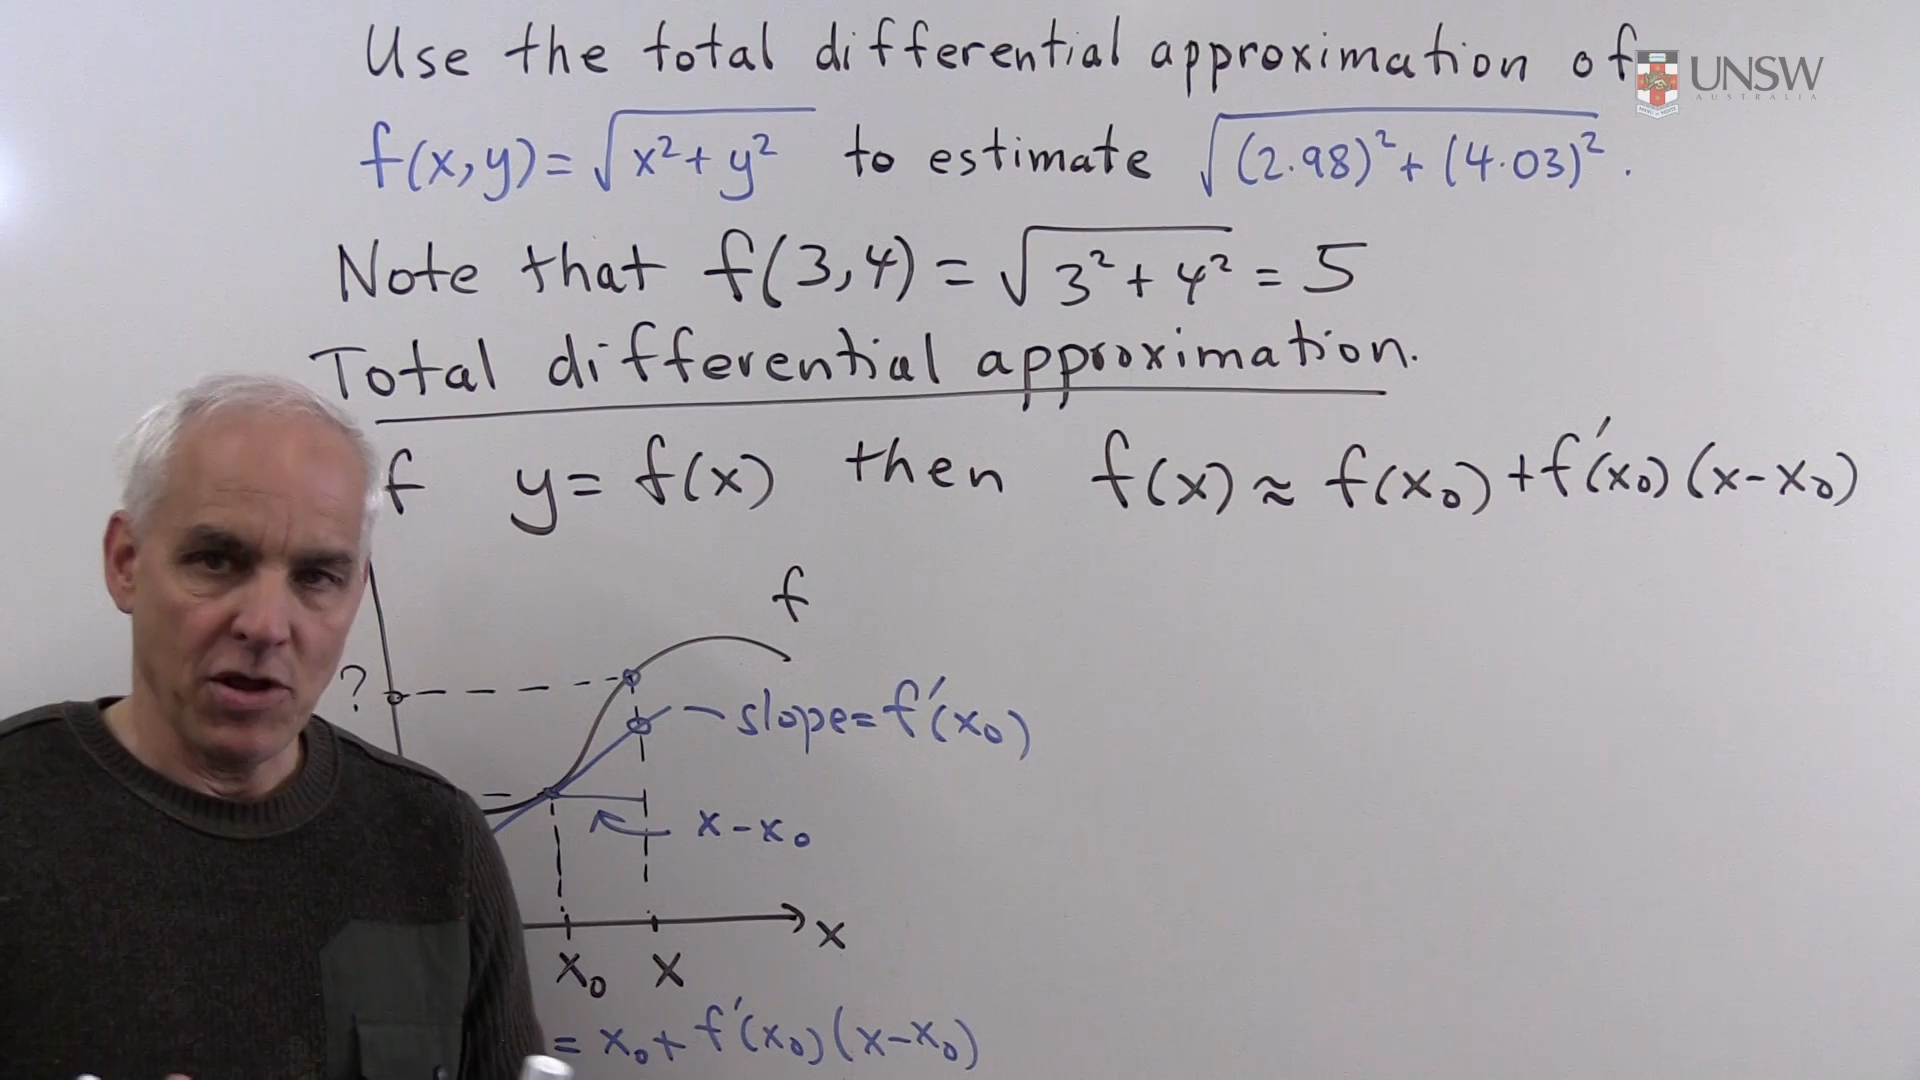 Use the total differential approximation of
UNSW
AUSTRALIA
f(x,y)=√x²+y² to estimate √(2.98)²+(4.03)².
Note that f(3,4)=√3²+4²=5
Total differential approximation.
f y=f(x) then f(x)≈f(x₀)+f'(x₀)(x-x₀)
f
?
slope=f'(x₀)
x-x₀
x
x₀ x
=x₀+f'(x₀)(x-x₀)